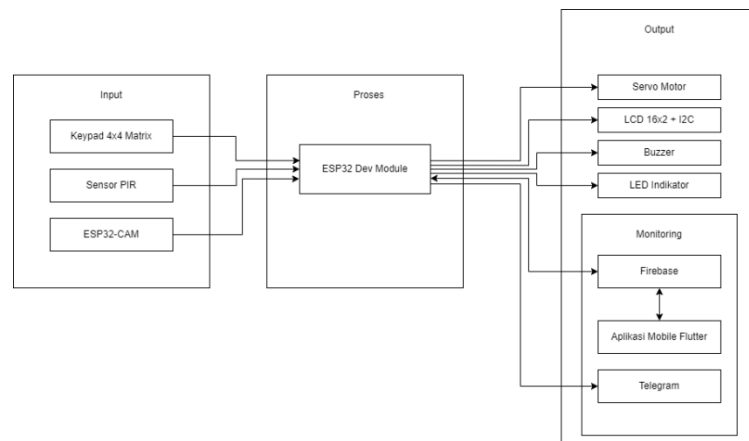 Input
Keypad 4x4 Matrix
Sensor PIR
ESP32-CAM
Proses
ESP32 Dev Module
Output
Servo Motor
LCD 16x2 + I2C
Buzzer
LED Indikator
Monitoring
Firebase
Aplikasi Mobile Flutter
Telegram